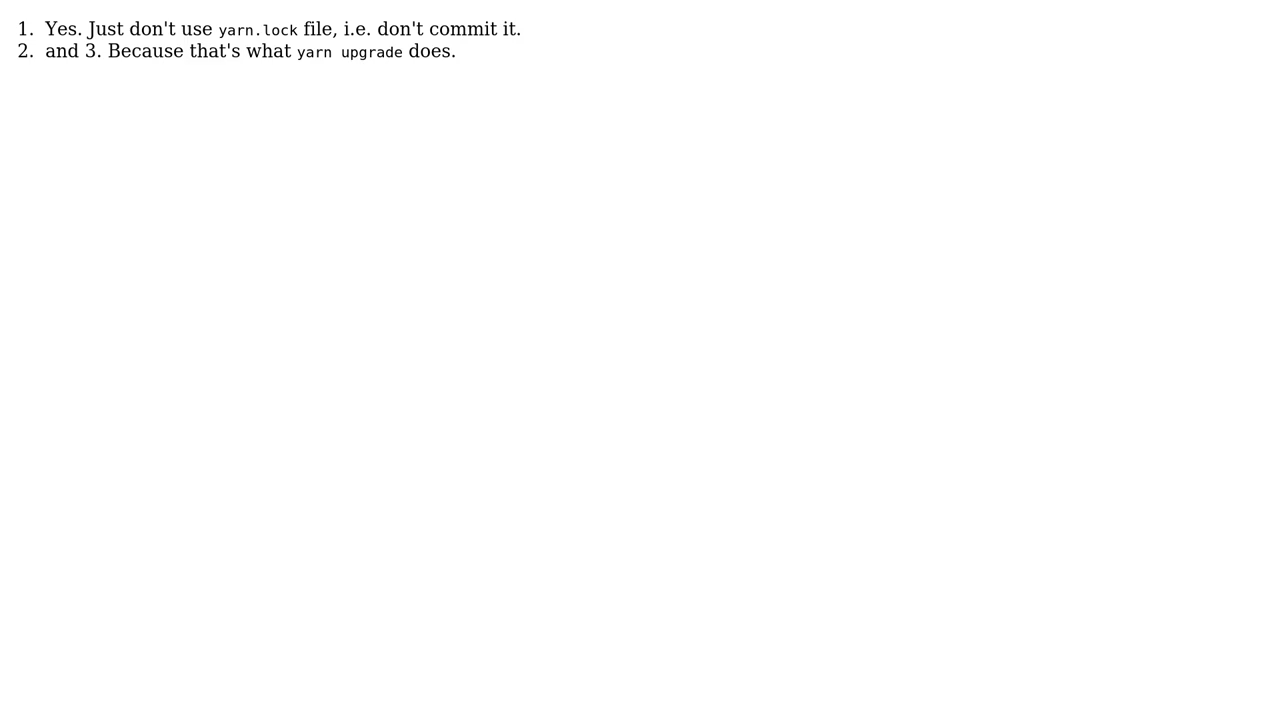 1. Yes. Just don't use yarn.lock file, i.e. don't commit it.
2. and 3. Because that's what yarn upgrade does.